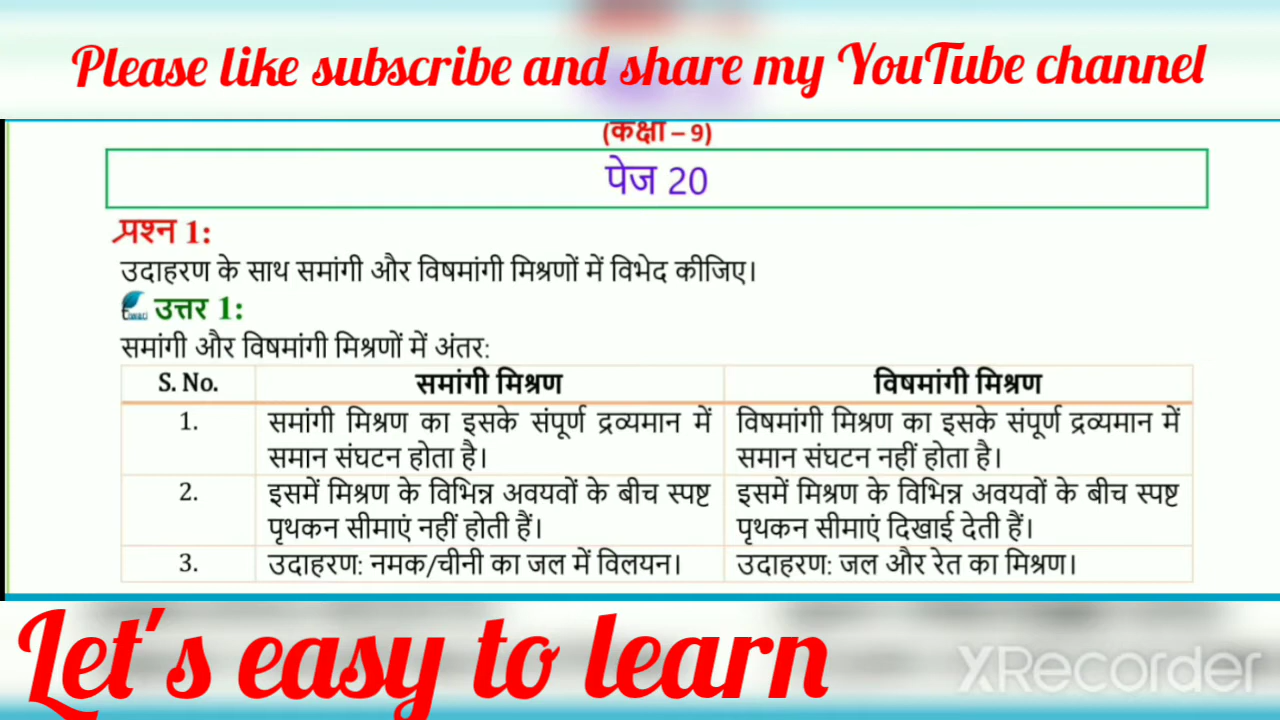 Please like subscribe and share my YouTube channel
(कक्षा – 9)
पेज 20
प्रश्न 1:
उदाहरण के साथ समांगी और विषमांगी मिश्रणों में विभेद कीजिए।
उत्तर 1:
समांगी और विषमांगी मिश्रणों में अंतर:
S. No. समांगी मिश्रण विषमांगी मिश्रण
1. समांगी मिश्रण का इसके संपूर्ण द्रव्यमान में विषमांगी मिश्रण का इसके संपूर्ण द्रव्यमान में
समान संघटन होता है। समान संघटन नहीं होता है।
2. इसमें मिश्रण के विभिन्न अवयवों के बीच स्पष्ट इसमें मिश्रण के विभिन्न अवयवों के बीच स्पष्ट
पृथकन सीमाएं नहीं होती हैं। पृथकन सीमाएं दिखाई देती हैं।
3. उदाहरण: नमक/चीनी का जल में विलयन। उदाहरण: जल और रेत का मिश्रण।
Let's easy to learn
XRecorder